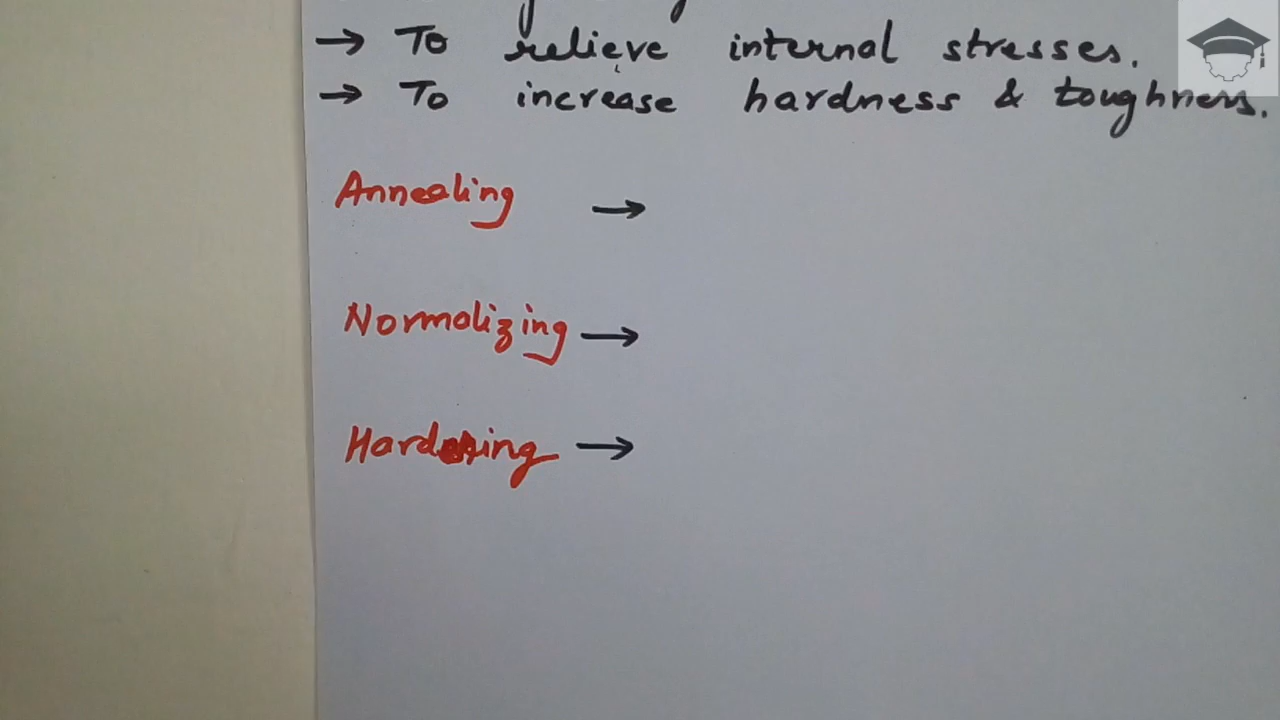 → To relieve internal stresses.
→ To increase hardness & toughness.
Annealing →
Normalizing →
Hardening →